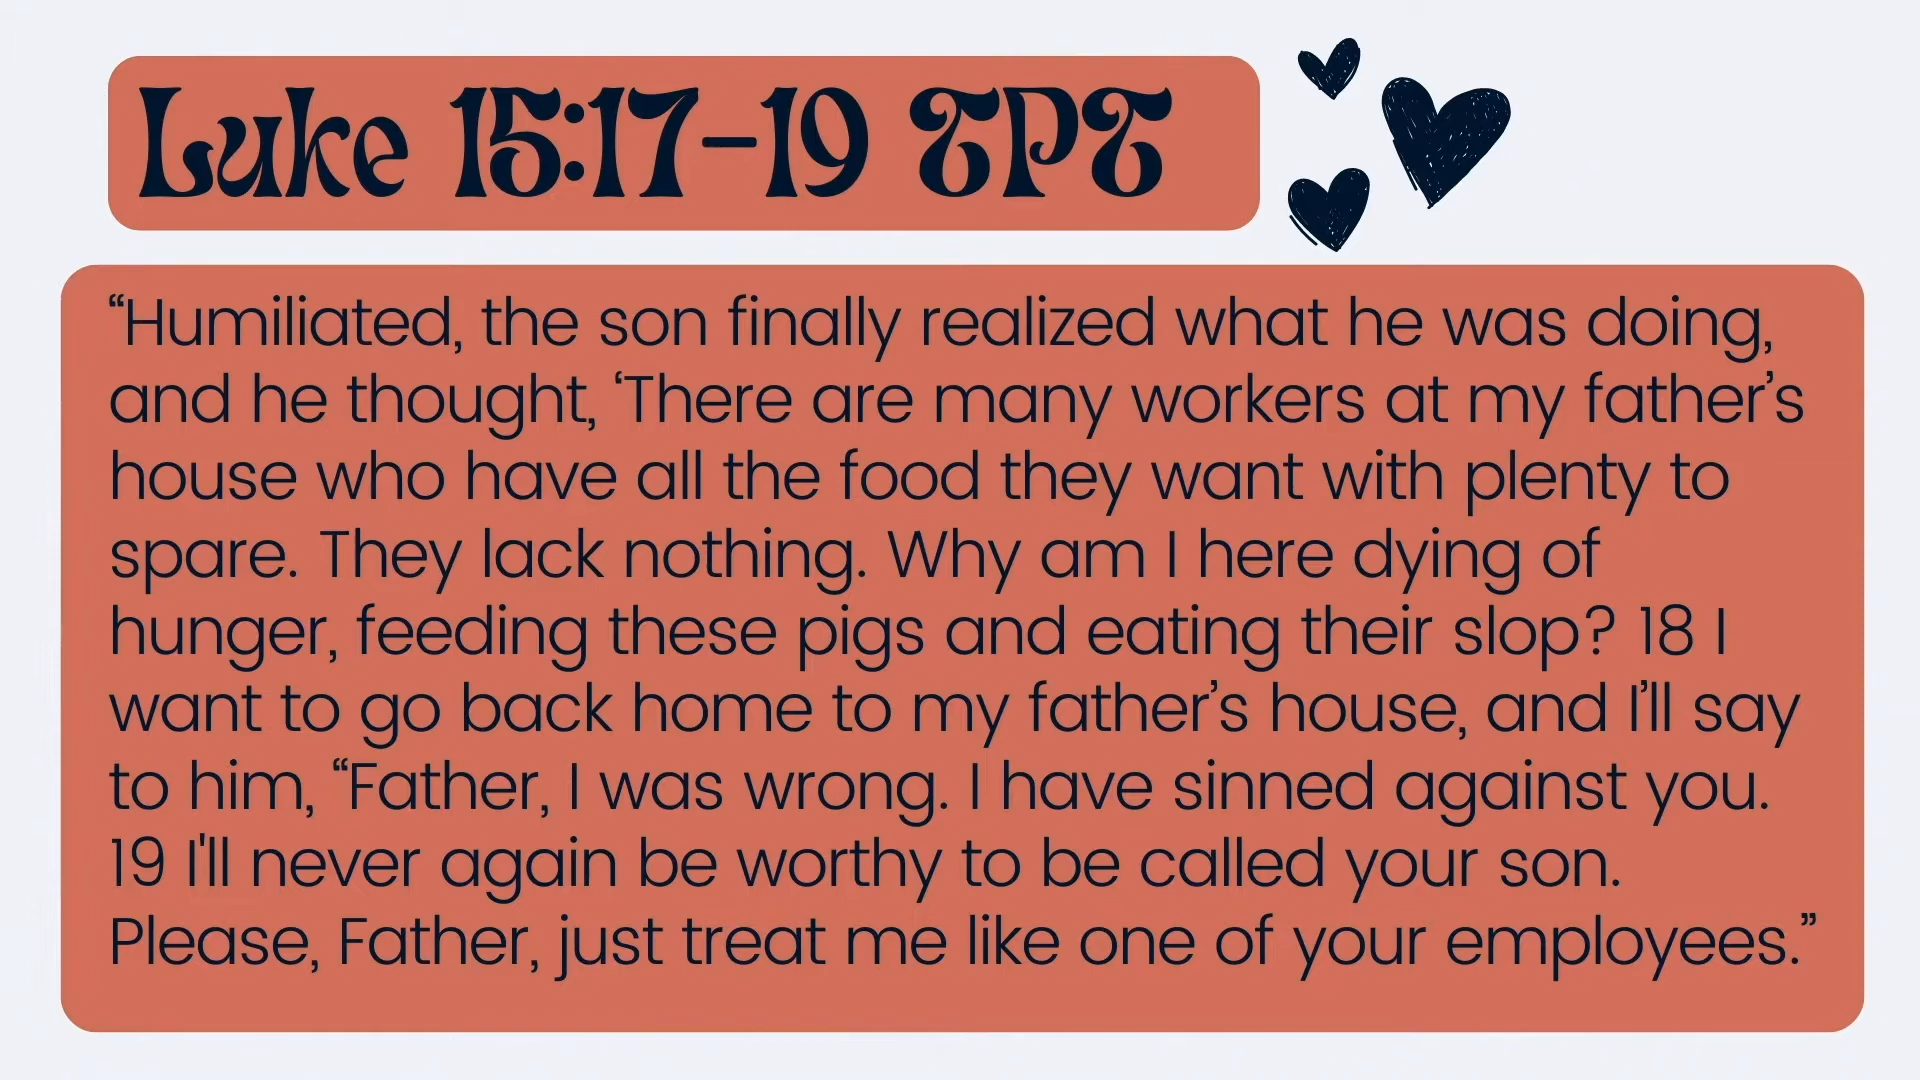 Luke 15:17-19 TPT
“Humiliated, the son finally realized what he was doing,
and he thought, ‘There are many workers at my father’s
house who have all the food they want with plenty to
spare. They lack nothing. Why am I here dying of
hunger, feeding these pigs and eating their slop? 18 I
want to go back home to my father’s house, and I’ll say
to him, “Father, I was wrong. I have sinned against you.
19 I'll never again be worthy to be called your son.
Please, Father, just treat me like one of your employees.”